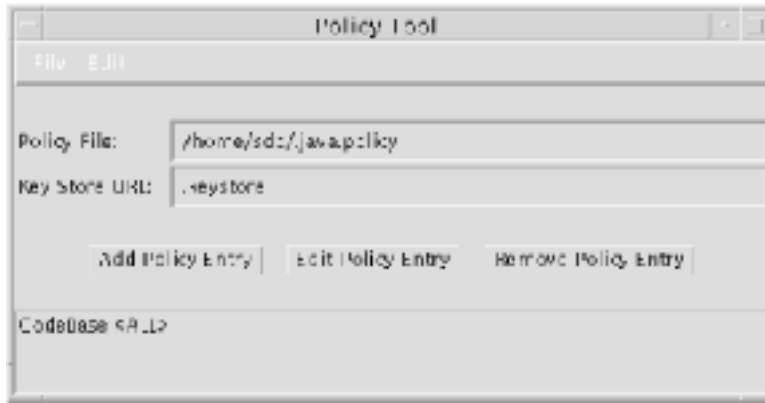 Policy Tool
File Edit
Policy File: /home/sdo/.java.policy
Key Store URL: .keystore
Add Policy Entry Edit Policy Entry Remove Policy Entry
CodeBase <ALL>